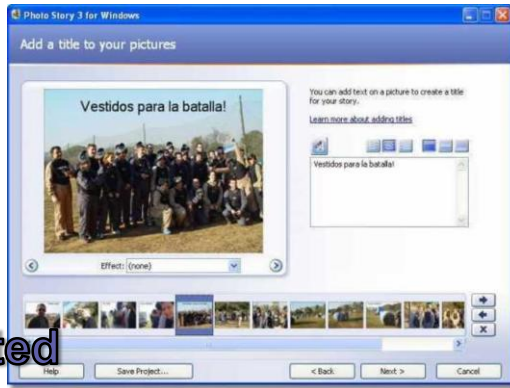 Photo Story 3 for Windows
Add a title to your pictures
Vestidos para la batalla!
You can add text on a picture to create a title
for your story.
Learn more about adding titles
Vestidos para la batalla!
Effect: (none)
ted
Help
Save Project...
< Back
Next >
Cancel